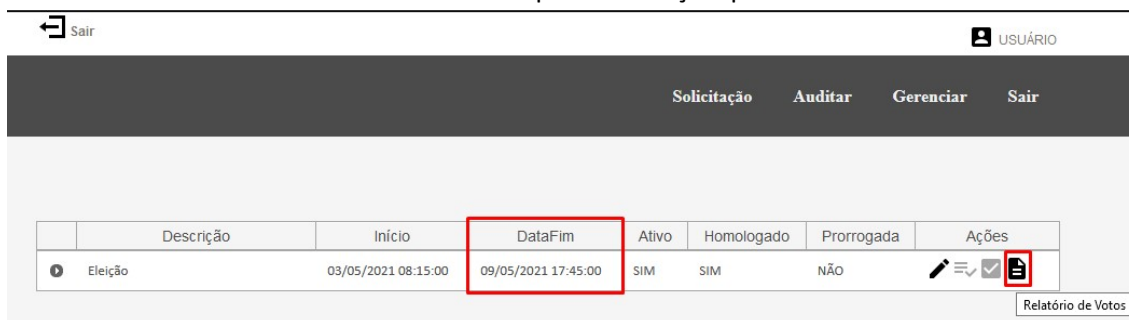 Sair
USUÁRIO
Solicitação Auditar Gerenciar Sair
Descrição Início DataFim Ativo Homologado Prorrogada Ações
Eleição 03/05/2021 08:15:00 09/05/2021 17:45:00 SIM SIM NÃO
Relatório de Votos